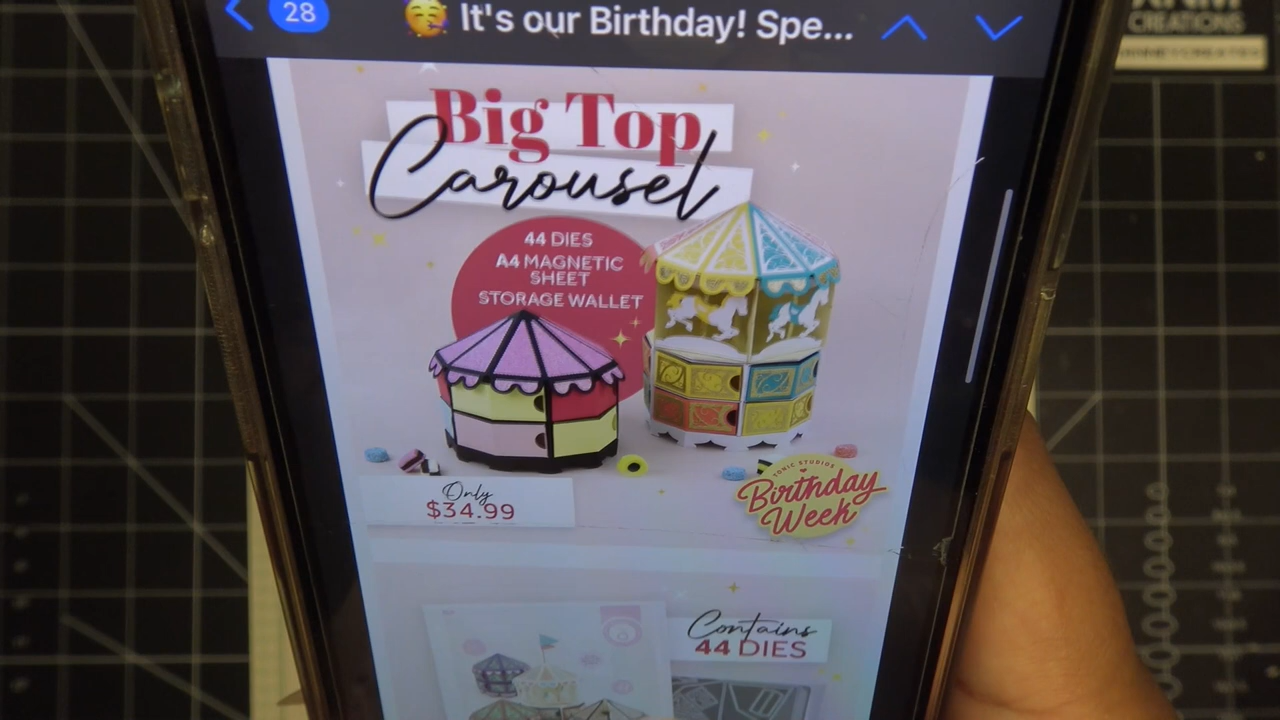 28
It's our Birthday! Spe...
CREATIONS
Big Top
Carousel
44 DIES
A4 MAGNETIC
SHEET
STORAGE WALLET
Only
$34.99
TONIC STUDIOS
Birthday
Week
Contains
44 DIES